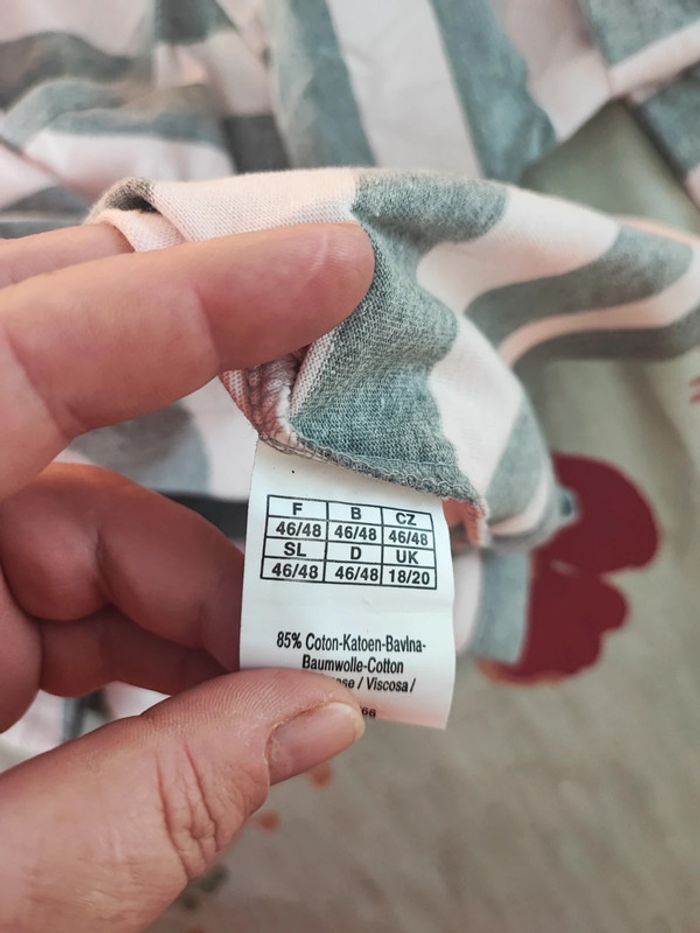 F B CZ
46/48 46/48 46/48
SL D UK
46/48 46/48 18/20
85% Coton-Katoen-Bavlna-
Baumwolle-Cotton
/ Viscosa /
66